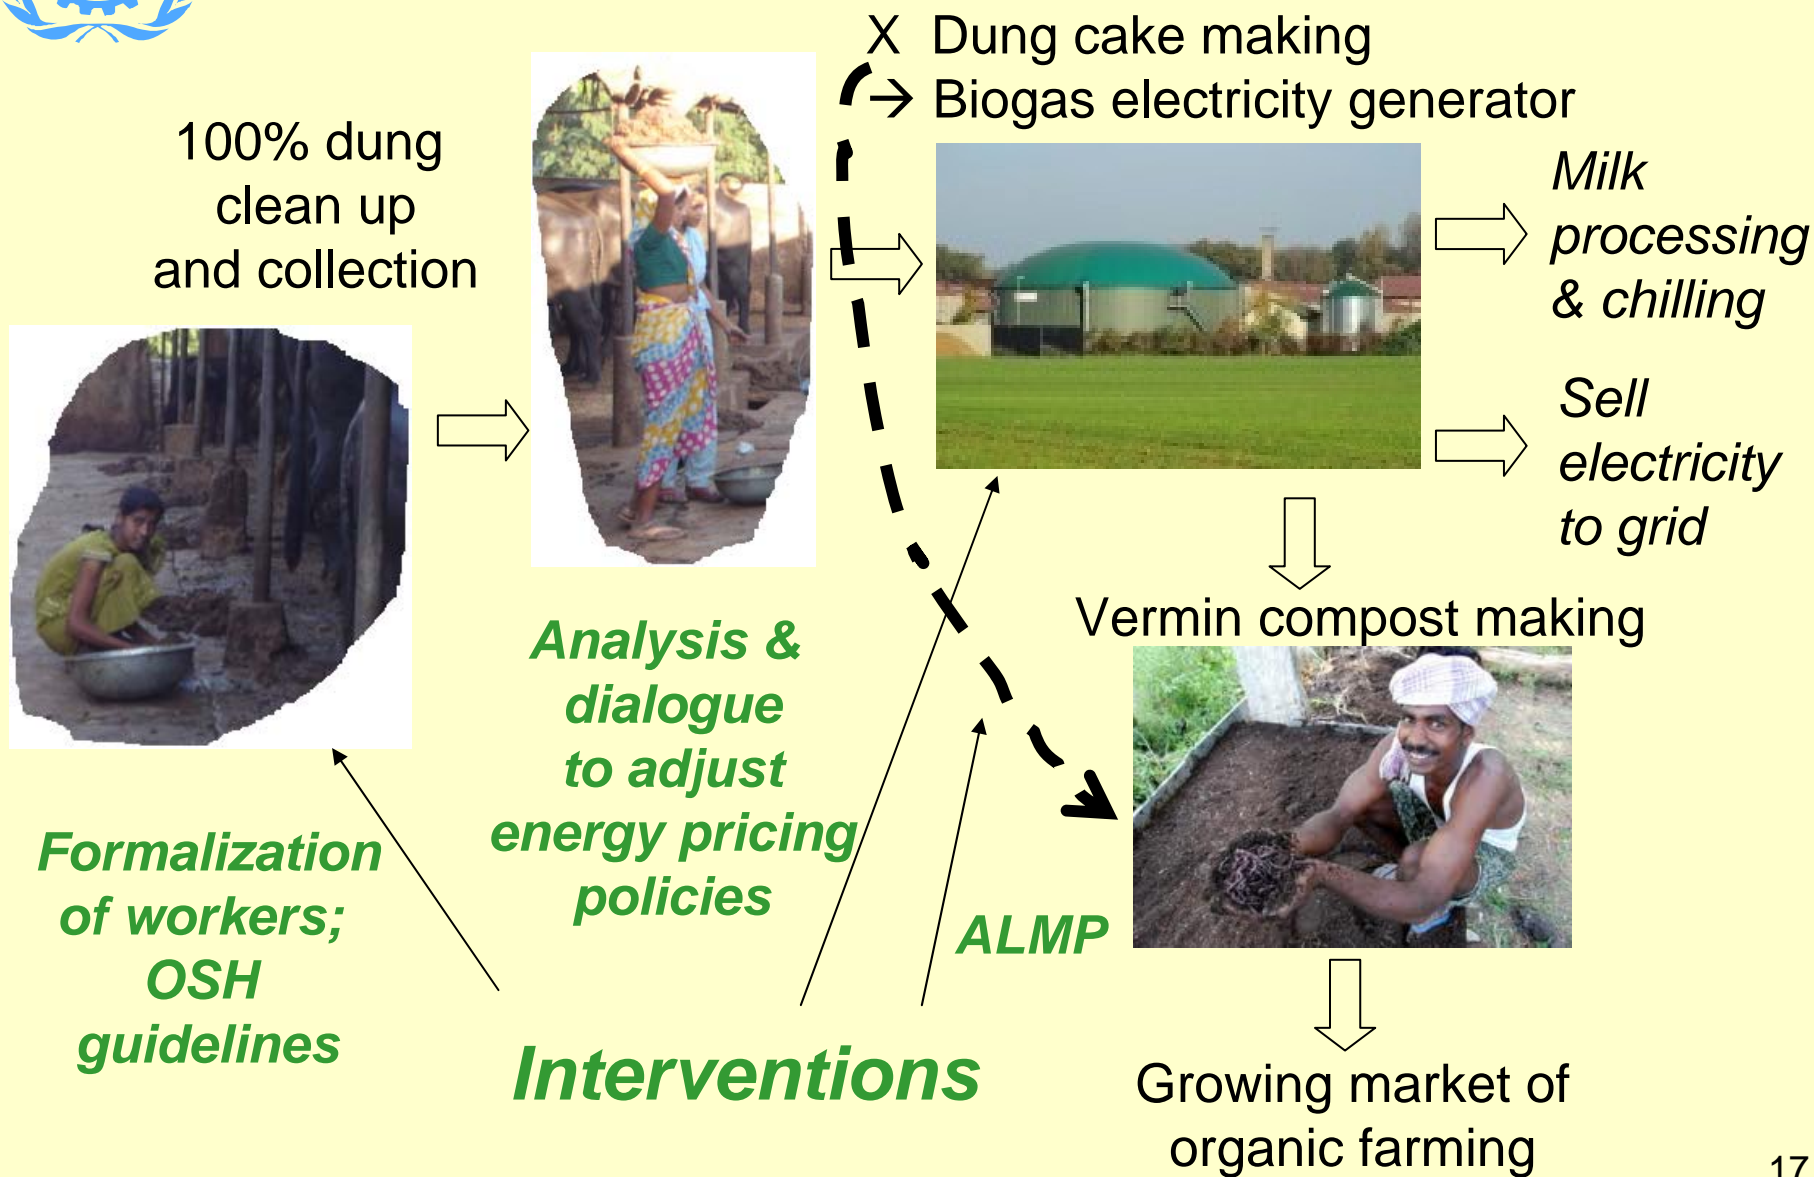 X Dung cake making
→ Biogas electricity generator
100% dung
clean up
and collection
Milk
processing
& chilling
Sell
electricity
to grid
Vermin compost making
Analysis &
dialogue
to adjust
energy pricing
policies
Formalization
of workers;
OSH
guidelines
ALMP
Interventions
Growing market of
organic farming
17